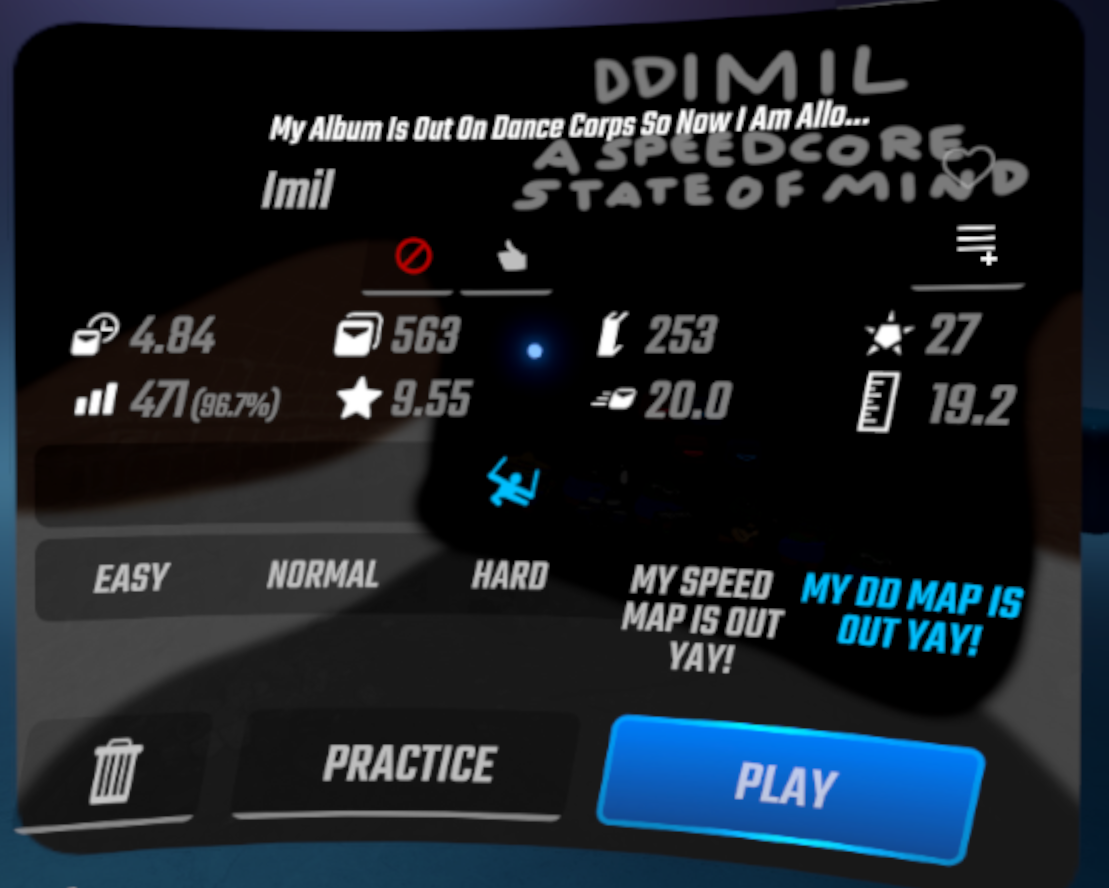 DDIMIL
My Album Is Out On Dance Corps So Now I Am Allo...
A SPEEDCORE
STATE OF MIND
Imil
4.84 563 253 27
471 (96.7%) 9.55 20.0 19.2
EASY NORMAL HARD MY SPEED MAP IS OUT YAY! MY DD MAP IS OUT YAY!
PRACTICE PLAY